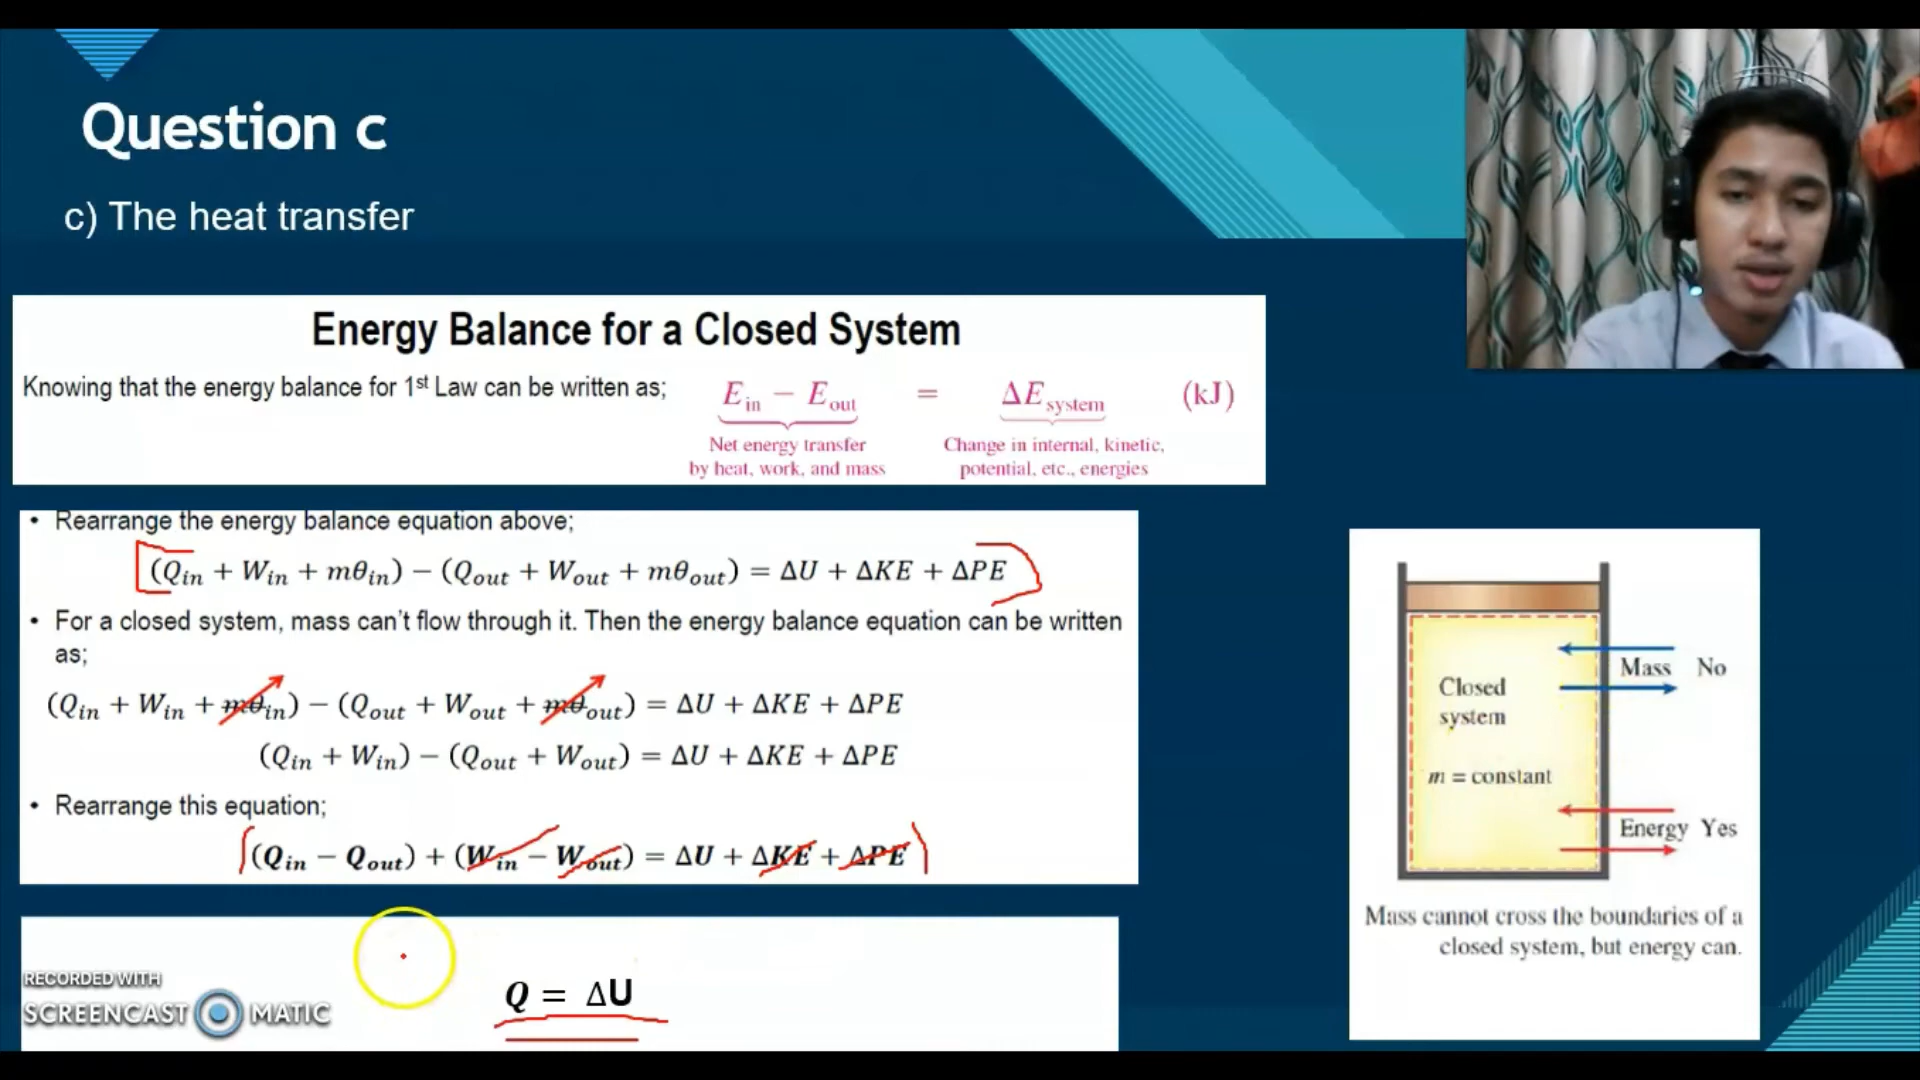 Question c
c) The heat transfer
Energy Balance for a Closed System
Knowing that the energy balance for 1st Law can be written as;
E in − E out = ΔE system (kJ)
Net energy transfer
by heat, work, and mass
Change in internal, kinetic,
potential, etc., energies
• Rearrange the energy balance equation above;
(Q_in + W_in + mθ_in) − (Q_out + W_out + mθ_out) = ΔU + ΔKE + ΔPE
• For a closed system, mass can't flow through it. Then the energy balance equation can be written
as;
(Q_in + W_in + mθ_in) − (Q_out + W_out + mθ_out) = ΔU + ΔKE + ΔPE
(Q_in + W_in) − (Q_out + W_out) = ΔU + ΔKE + ΔPE
• Rearrange this equation;
(Q_in − Q_out) + (W_in − W_out) = ΔU + ΔKE + ΔPE
Q = ΔU
Closed
system
m = constant
Mass No
Energy Yes
Mass cannot cross the boundaries of a
closed system, but energy can.
RECORDED WITH
SCREENCAST MATIC